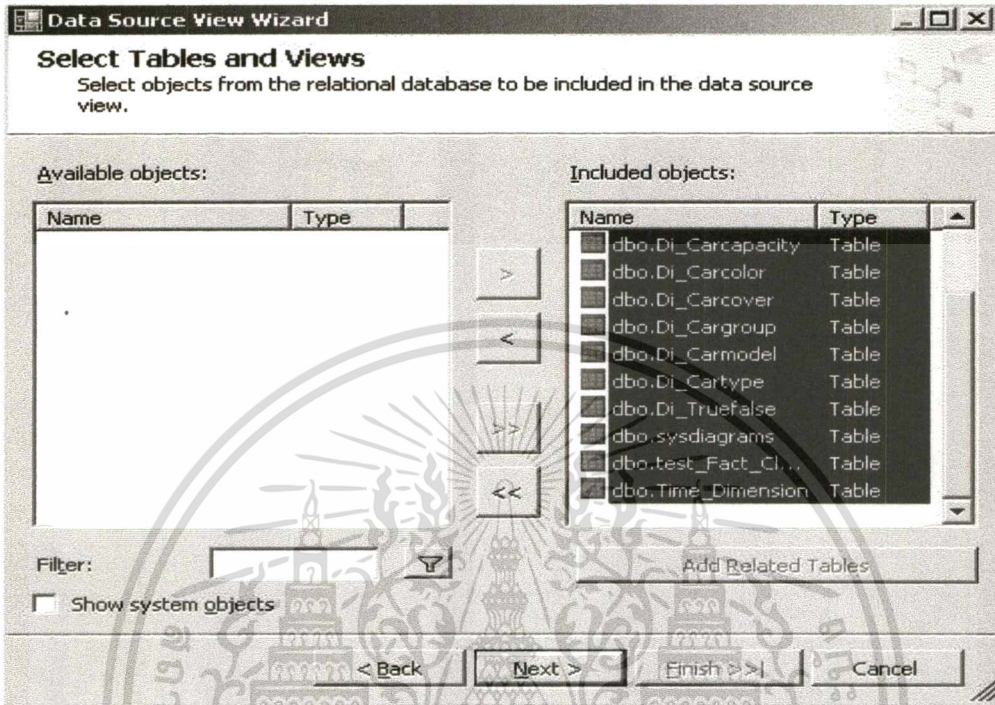 Data Source View Wizard
Select Tables and Views
Select objects from the relational database to be included in the data source
view.
Available objects:
Name Type
>
<
>>
<<
Included objects:
Name Type
dbo.Di_Carcapacity Table
dbo.Di_Carcolor Table
dbo.Di_Carcover Table
dbo.Di_Cargroup Table
dbo.Di_Carmodel Table
dbo.Di_Cartype Table
dbo.Di_Truefalse Table
dbo.sysdiagrams Table
dbo.test_Fact_Cl... Table
dbo.Time_Dimension Table
Filter:
Add Related Tables
Show system objects
< Back Next > Finish >>| Cancel